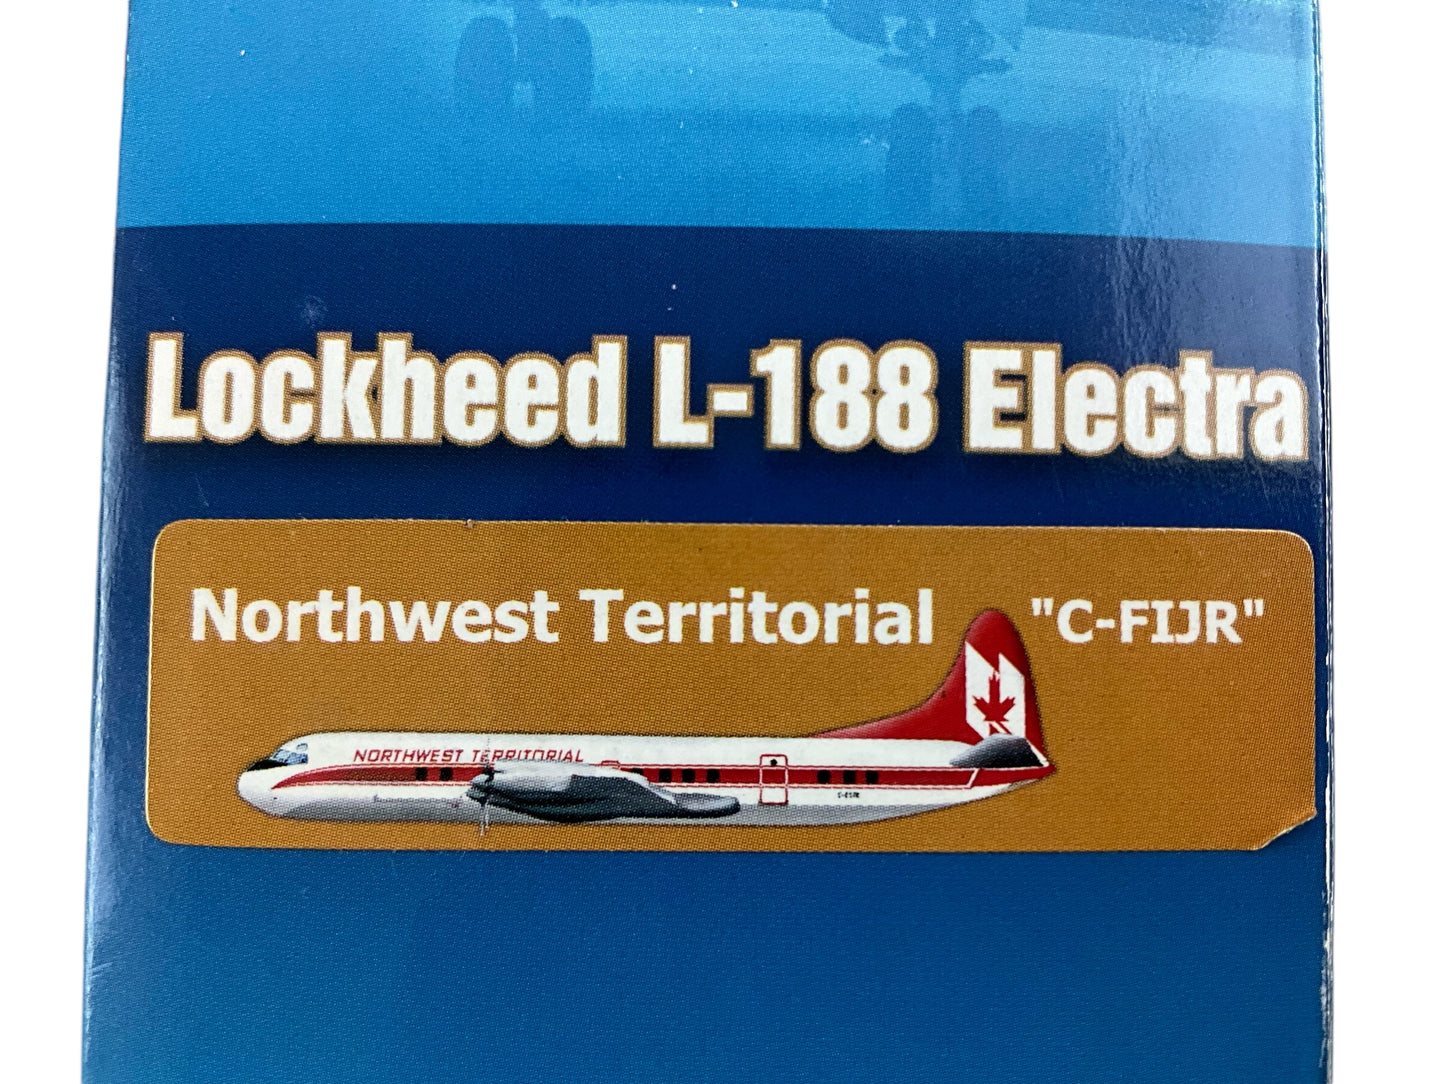 Lockheed L-188 Electra
Northwest Territorial "C-FIJR"
NORTHWEST TERRITORIAL